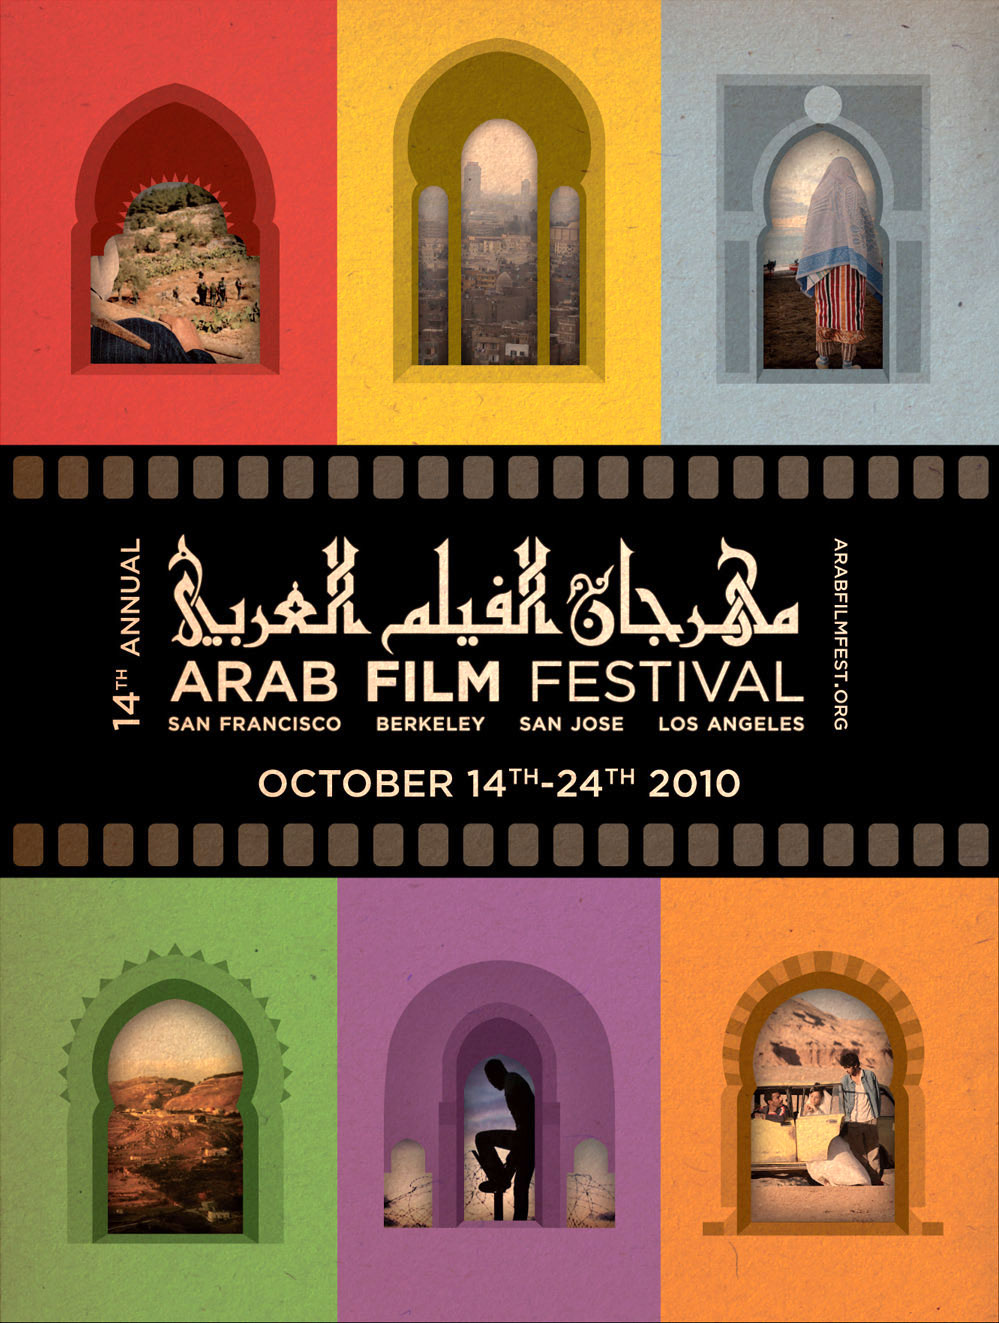 14TH ANNUAL
مهرجان الفيلم العربي
ARAB FILM FESTIVAL
SAN FRANCISCO BERKELEY SAN JOSE LOS ANGELES
ARABFILMFEST.ORG
OCTOBER 14TH-24TH 2010